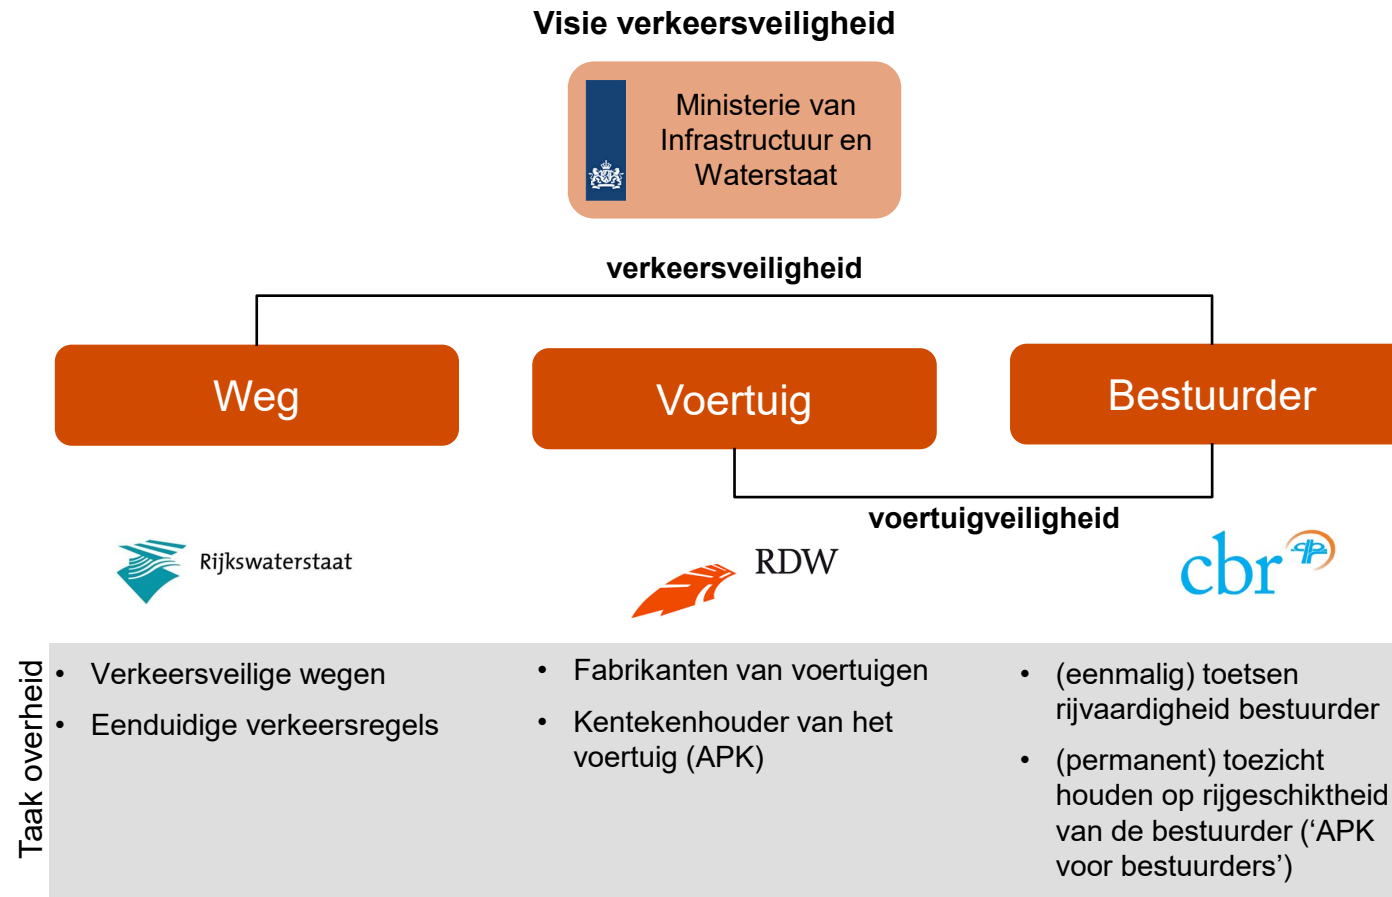 Visie verkeersveiligheid
Ministerie van
Infrastructuur en
Waterstaat
verkeersveiligheid
Weg
Voertuig
Bestuurder
voertuigveiligheid
Rijkswaterstaat
RDW
cbr
Taak overheid
• Verkeersveilige wegen
• Eenduidige verkeersregels
• Fabrikanten van voertuigen
• Kentekenhouder van het
voertuig (APK)
• (eenmalig) toetsen
rijvaardigheid bestuurder
• (permanent) toezicht
houden op rijgeschiktheid
van de bestuurder (‘APK
voor bestuurders’)